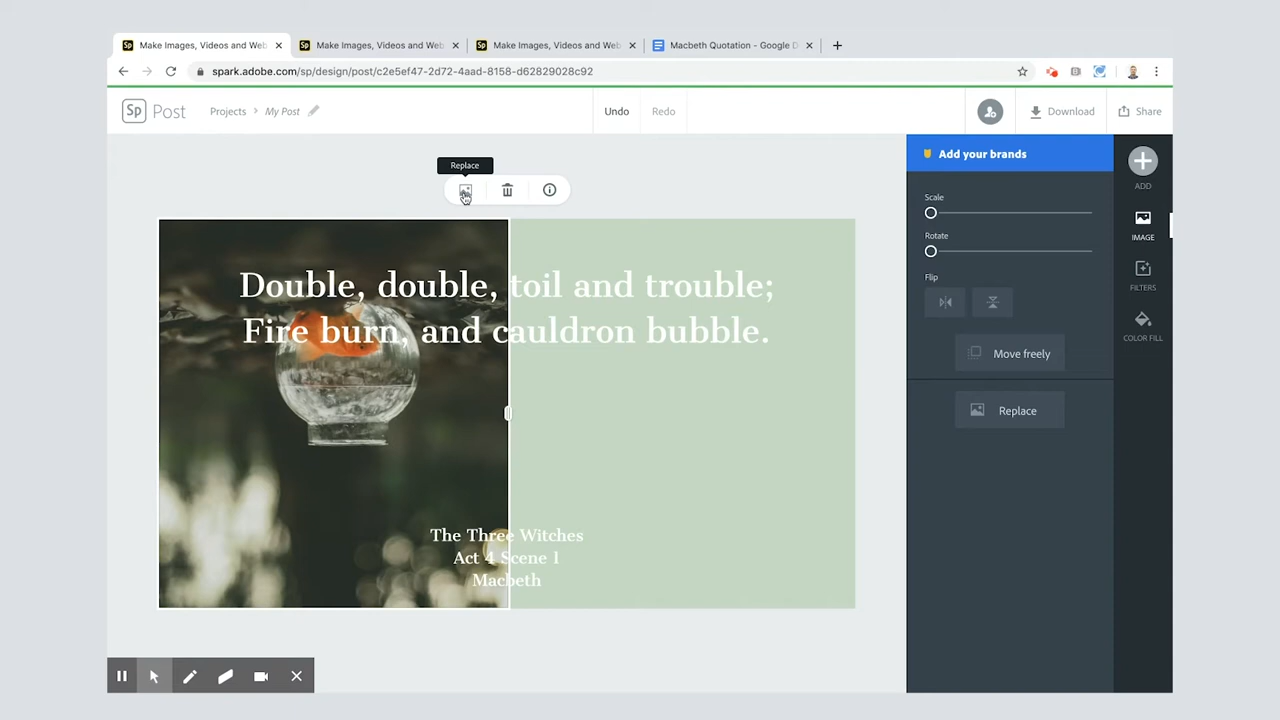 Make Images, Videos and Web
Make Images, Videos and Web
Make Images, Videos and Web
Macbeth Quotation - Google D
spark.adobe.com/sp/design/post/c2e5ef47-2d72-4aad-8158-d62829028c92
Sp Post
Projects > My Post
Undo
Redo
Download
Share
Replace
Add your brands
ADD
Scale
IMAGE
Rotate
FILTERS
Flip
COLOR FILL
Move freely
Replace
Double, double, toil and trouble;
Fire burn, and cauldron bubble.
The Three Witches
Act 4 Scene I
Macbeth